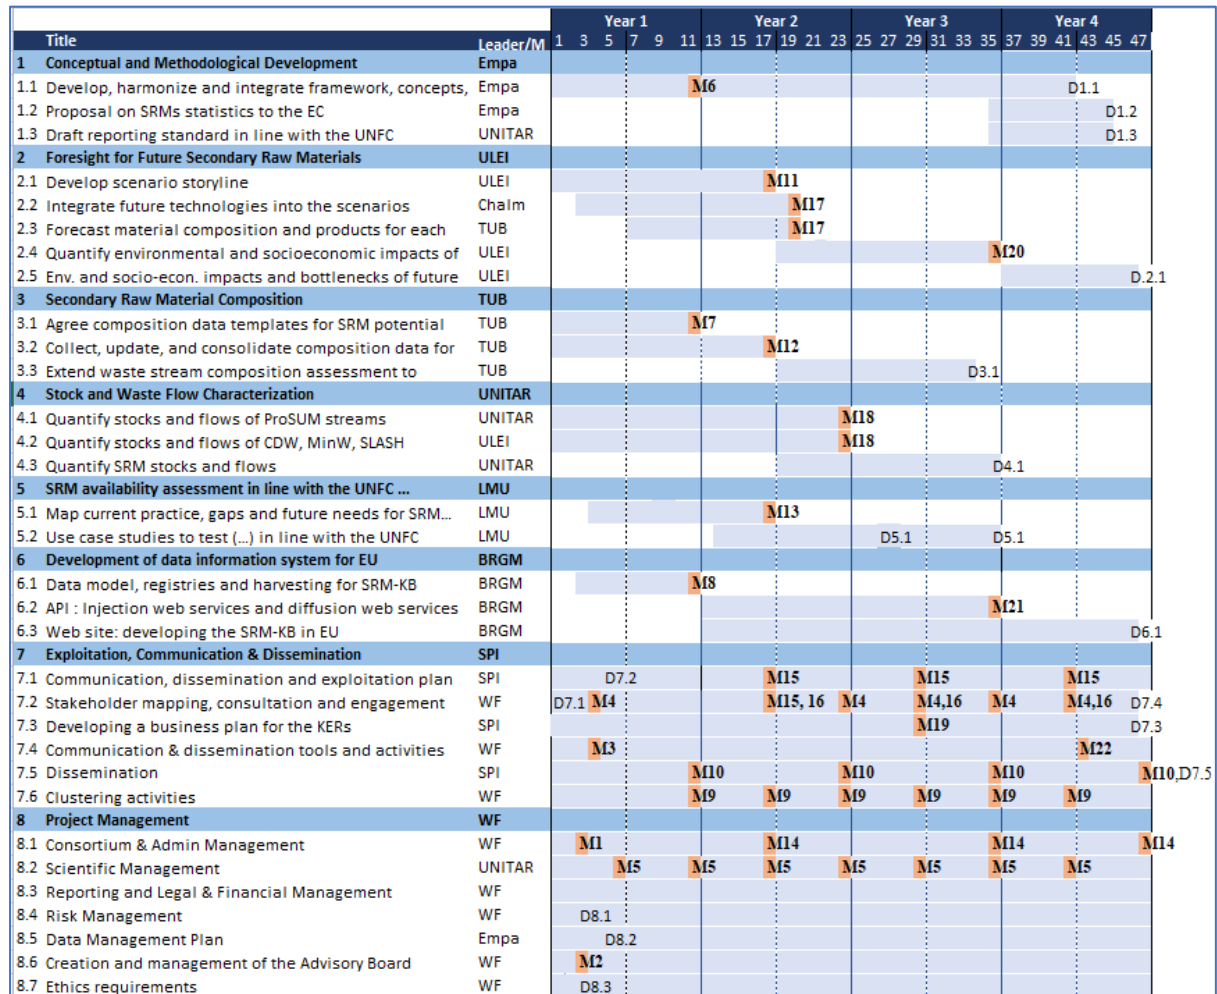 Year 1 Year 2 Year 3 Year 4
Title Leader/M 1 3 5 7 9 11 13 15 17 19 21 23 25 27 29 31 33 35 37 39 41 43 45 47
1 Conceptual and Methodological Development Empa
1.1 Develop, harmonize and integrate framework, concepts, Empa M6 D1.1
1.2 Proposal on SRMs statistics to the EC Empa D1.2
1.3 Draft reporting standard in line with the UNFC UNITAR D1.3
2 Foresight for Future Secondary Raw Materials ULEI
2.1 Develop scenario storyline ULEI M11
2.2 Integrate future technologies into the scenarios Chalm M17
2.3 Forecast material composition and products for each TUB M17
2.4 Quantify environmental and socioeconomic impacts of ULEI M20
2.5 Env. and socio-econ. impacts and bottlenecks of future ULEI D.2.1
3 Secondary Raw Material Composition TUB
3.1 Agree composition data templates for SRM potential TUB M7
3.2 Collect, update, and consolidate composition data for TUB M12
3.3 Extend waste stream composition assessment to TUB D3.1
4 Stock and Waste Flow Characterization UNITAR
4.1 Quantify stocks and flows of ProSUM streams UNITAR M18
4.2 Quantify stocks and flows of CDW, MinW, SLASH ULEI M18
4.3 Quantify SRM stocks and flows UNITAR D4.1
5 SRM availability assessment in line with the UNFC ... LMU
5.1 Map current practice, gaps and future needs for SRM... LMU M13
5.2 Use case studies to test (...) in line with the UNFC LMU D5.1 D5.1
6 Development of data information system for EU BRGM
6.1 Data model, registries and harvesting for SRM-KB BRGM M8
6.2 API : Injection web services and diffusion web services BRGM M21
6.3 Web site: developing the SRM-KB in EU BRGM D6.1
7 Exploitation, Communication & Dissemination SPI
7.1 Communication, dissemination and exploitation plan SPI D7.2 M15 M15 M15
7.2 Stakeholder mapping, consultation and engagement WF D7.1 M4 M15, 16 M4 M4,16 M4 M4,16 D7.4
7.3 Developing a business plan for the KERs SPI M19 D7.3
7.4 Communication & dissemination tools and activities WF M3 M22
7.5 Dissemination SPI M10 M10 M10 M10,D7.5
7.6 Clustering activities WF M9 M9 M9 M9 M9 M9
8 Project Management WF
8.1 Consortium & Admin Management WF M1 M14 M14 M14
8.2 Scientific Management UNITAR M5 M5 M5 M5 M5 M5 M5
8.3 Reporting and Legal & Financial Management WF
8.4 Risk Management WF D8.1
8.5 Data Management Plan Empa D8.2
8.6 Creation and management of the Advisory Board WF M2
8.7 Ethics requirements WF D8.3